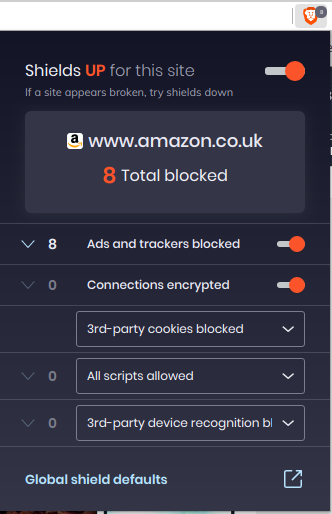 8
Shields UP for this site
If a site appears broken, try shields down
www.amazon.co.uk
8 Total blocked
8 Ads and trackers blocked
0 Connections encrypted
3rd-party cookies blocked
0 All scripts allowed
0 3rd-party device recognition bl
Global shield defaults